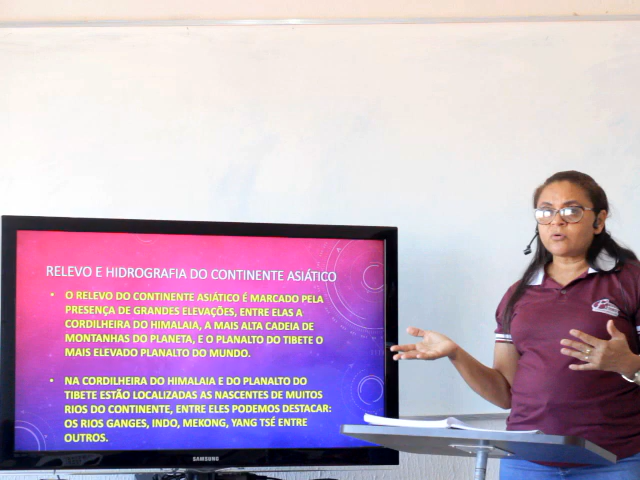 RELEVO E HIDROGRAFIA DO CONTINENTE ASIÁTICO
• O RELEVO DO CONTINENTE ASIÁTICO É MARCADO PELA
PRESENÇA DE GRANDES ELEVAÇÕES, ENTRE ELAS A
CORDILHEIRA DO HIMALAIA, A MAIS ALTA CADEIA DE
MONTANHAS DO PLANETA, E O PLANALTO DO TIBETE O
MAIS ELEVADO PLANALTO DO MUNDO.
• NA CORDILHEIRA DO HIMALAIA E DO PLANALTO DO
TIBETE ESTÃO LOCALIZADAS AS NASCENTES DE MUITOS
RIOS DO CONTINENTE, ENTRE ELES PODEMOS DESTACAR:
OS RIOS GANGES, INDO, MEKONG, YANG TSÉ ENTRE
OUTROS.
SAMSUNG